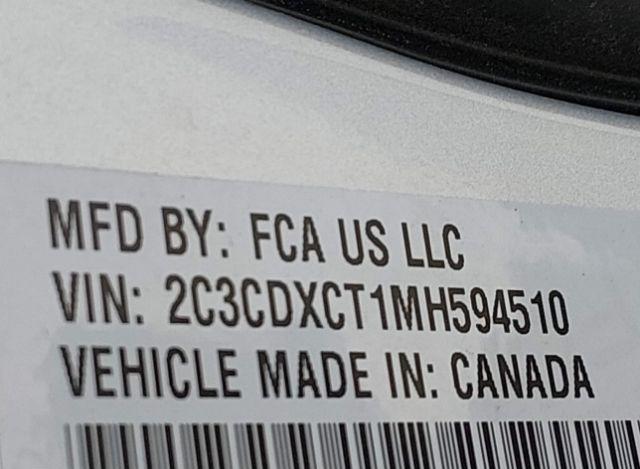 MFD BY: FCA US LLC
VIN: 2C3CDXCT1MH594510
VEHICLE MADE IN: CANADA